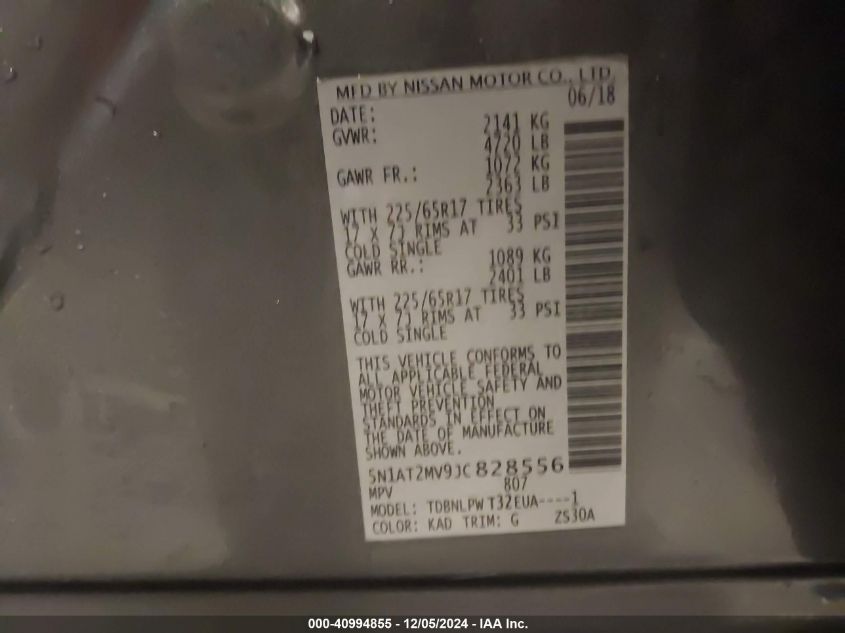 MFD BY NISSAN MOTOR CO., LTD.
DATE: 06/18
GVWR: 2141 KG
4720 LB
GAWR FR.: 1072 KG
2363 LB
WITH 225/65R17 TIRES
17 X 7J RIMS AT 33 PSI
COLD SINGLE
GAWR RR.: 1089 KG
2401 LB
WITH 225/65R17 TIRES
17 X 7J RIMS AT 33 PSI
COLD SINGLE
THIS VEHICLE CONFORMS TO
ALL APPLICABLE FEDERAL
MOTOR VEHICLE SAFETY AND
THEFT PREVENTION
STANDARDS IN EFFECT ON
THE DATE OF MANUFACTURE
SHOWN ABOVE.
5N1AT2MV9JC828556
MPV 807
MODEL: TDBNLPW T32EUA----1
COLOR: KAD TRIM: G ZS30A
000-40994855 - 12/05/2024 - IAA Inc.